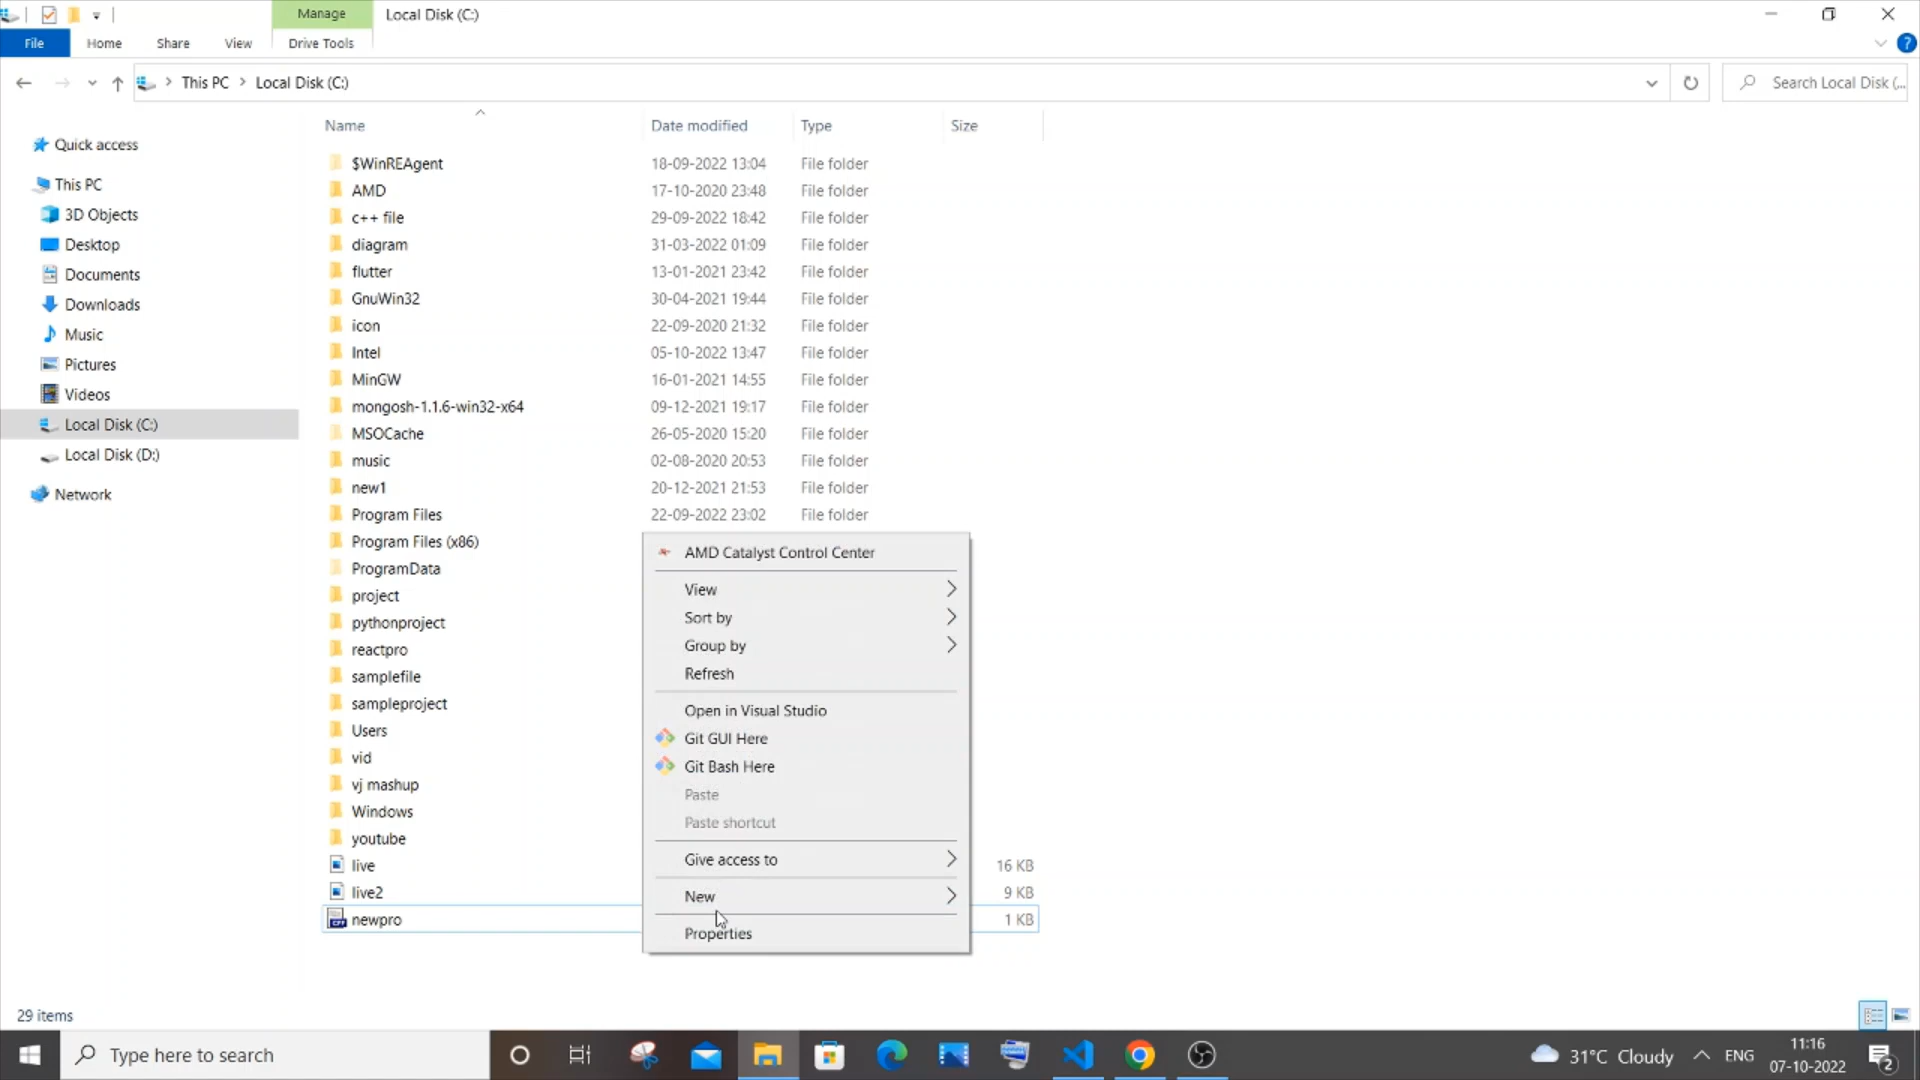 Manage
Local Disk (C:)
File
Home
Share
View
Drive Tools
?
This PC
Local Disk (C:)
Search Local Disk (...
Name
Date modified
Type
Size
Quick access
This PC
3D Objects
Desktop
Documents
Downloads
Music
Pictures
Videos
Local Disk (C:)
Local Disk (D:)
Network
$WinREAgent 18-09-2022 13:04 File folder
AMD 17-10-2020 23:48 File folder
c++ file 29-09-2022 18:42 File folder
diagram 31-03-2022 01:09 File folder
flutter 13-01-2021 23:42 File folder
GnuWin32 30-04-2021 19:44 File folder
icon 22-09-2020 21:32 File folder
Intel 05-10-2022 13:47 File folder
MinGW 16-01-2021 14:55 File folder
mongosh-1.1.6-win32-x64 09-12-2021 19:17 File folder
MSOCache 26-05-2020 15:20 File folder
music 02-08-2020 20:53 File folder
new1 20-12-2021 21:53 File folder
Program Files 22-09-2022 23:02 File folder
Program Files (x86)
ProgramData
project
pythonproject
reactpro
samplefile
sampleproject
Users
vid
vj mashup
Windows
youtube
live 16 KB
live2 9 KB
newpro 1 KB
AMD Catalyst Control Center
View
Sort by
Group by
Refresh
Open in Visual Studio
Git GUI Here
Git Bash Here
Paste
Paste shortcut
Give access to
New
Properties
29 items
Type here to search
31°C Cloudy
ENG
11:16
07-10-2022
2